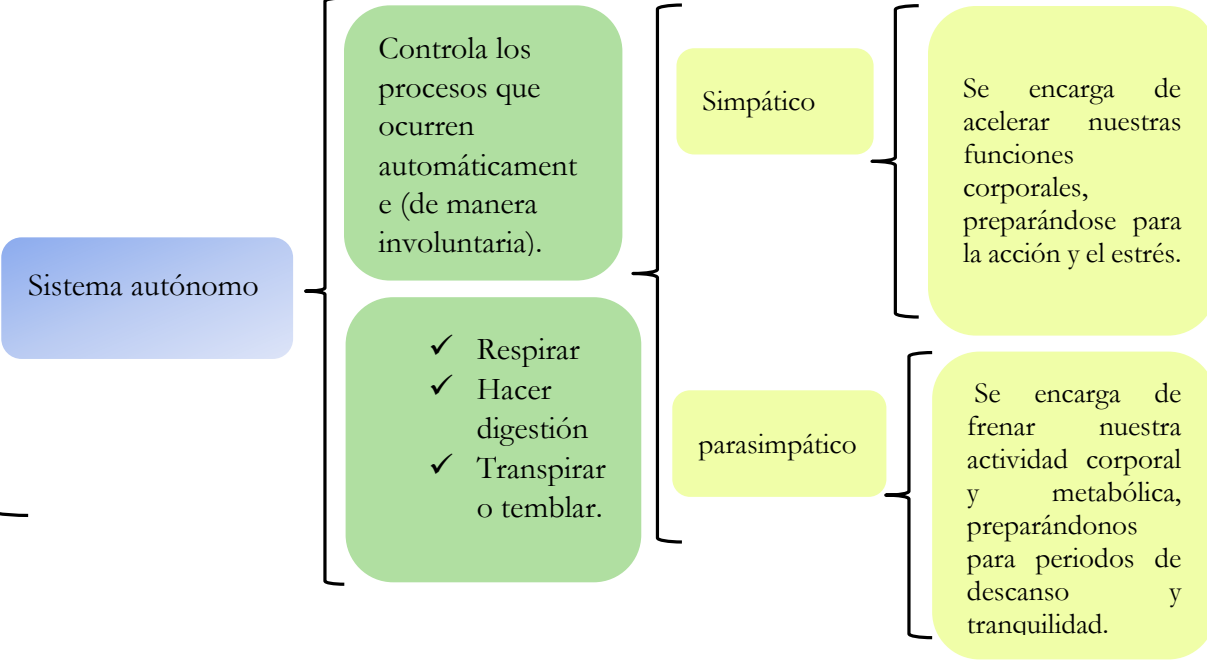 Sistema autónomo
Controla los
procesos que
ocurren
automáticament
e (de manera
involuntaria).
✓ Respirar
✓ Hacer
digestión
✓ Transpirar
o temblar.
Simpático
Se encarga de
acelerar nuestras
funciones
corporales,
preparándose para
la acción y el estrés.
parasimpático
Se encarga de
frenar nuestra
actividad corporal
y metabólica,
preparándonos
para periodos de
descanso y
tranquilidad.